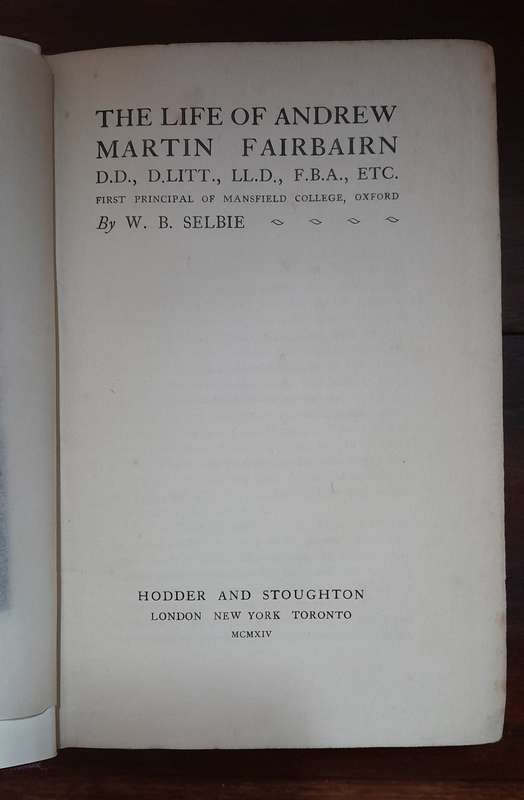 THE LIFE OF ANDREW
MARTIN FAIRBAIRN
D.D., D.LITT., LL.D., F.B.A., ETC.
FIRST PRINCIPAL OF MANSFIELD COLLEGE, OXFORD
By W. B. SELBIE
HODDER AND STOUGHTON
LONDON NEW YORK TORONTO
MCMXIV